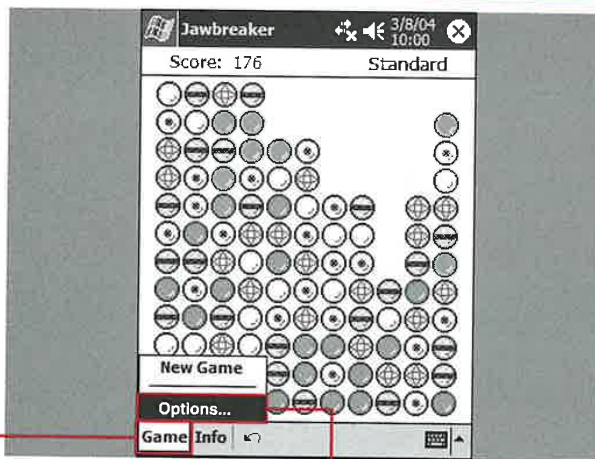 Jawbreaker
3/8/04
10:00
Score: 176
Standard
New Game
Options...
Game Info